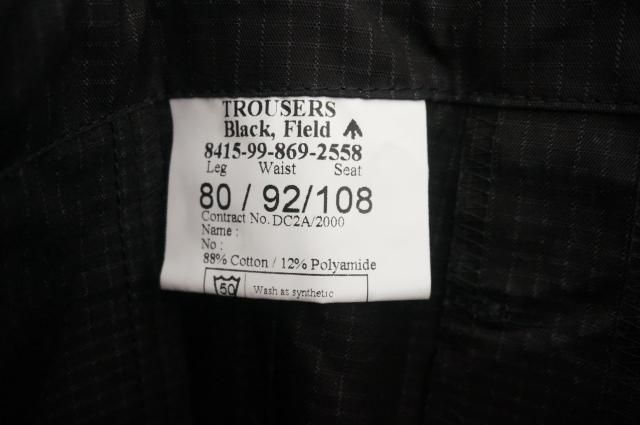 TROUSERS
Black, Field
8415-99-869-2558
Leg Waist Seat
80 / 92/108
Contract No. DC2A/2000
Name :
No :
88% Cotton / 12% Polyamide
50 Wash as synthetic